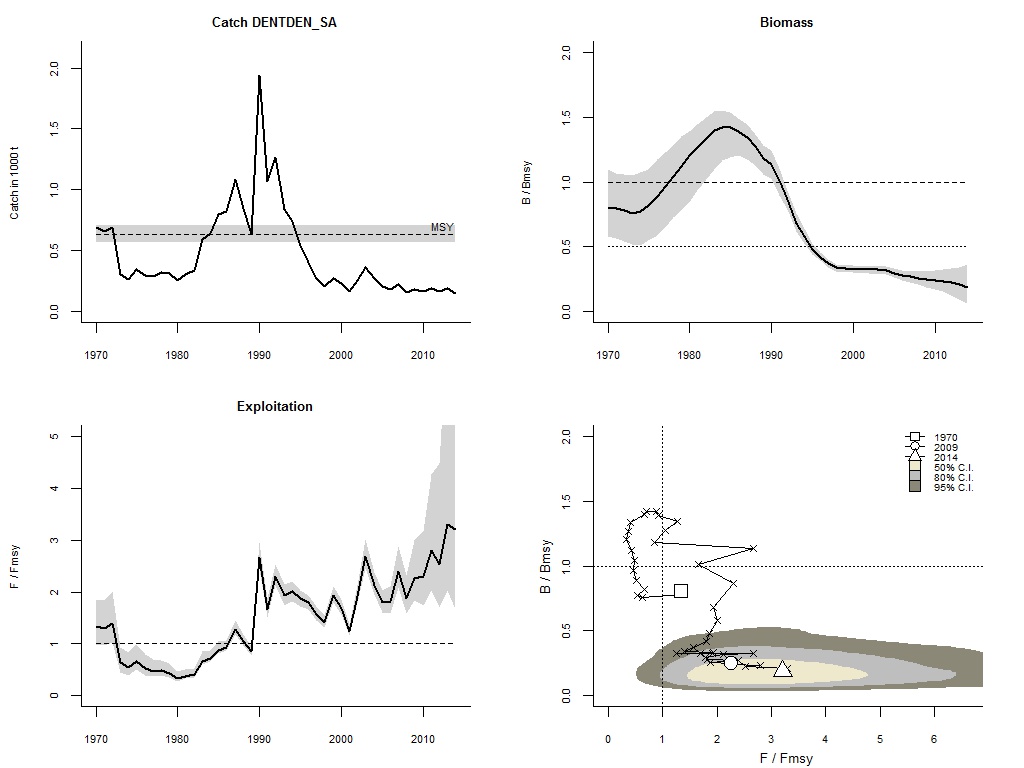 Catch DENTDEN_SA
Catch in 1000 t
2.0
1.5
1.0
0.5
0.0
MSY
1970 1980 1990 2000 2010
Biomass
B / Bmsy
2.0
1.5
1.0
0.5
0.0
1970 1980 1990 2000 2010
Exploitation
F / Fmsy
5
4
3
2
1
0
1970 1980 1990 2000 2010
B / Bmsy
2.0
1.5
1.0
0.5
0.0
1970
2009
2014
50% C.I.
80% C.I.
95% C.I.
0 1 2 3 4 5 6
F / Fmsy